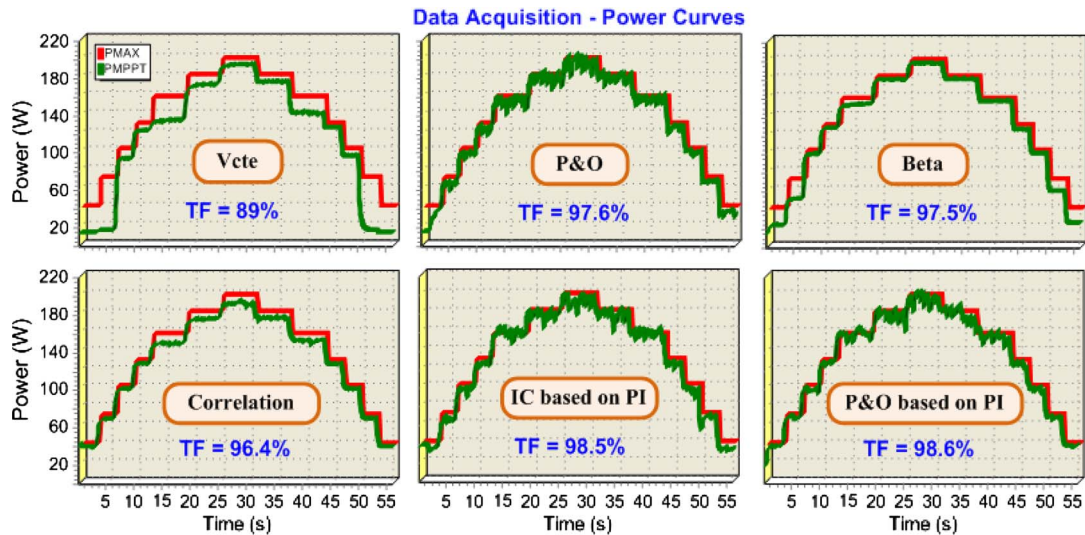 Data Acquisition - Power Curves
220
180
140
100
60
20
Power (W)
PMAX
PMPPT
Vcte
TF = 89%
P&O
TF = 97.6%
Beta
TF = 97.5%
220
180
140
100
60
20
Power (W)
Correlation
TF = 96.4%
IC based on PI
TF = 98.5%
P&O based on PI
TF = 98.6%
5 10 15 20 25 30 35 40 45 50 55
5 10 15 20 25 30 35 40 45 50 55
5 10 15 20 25 30 35 40 45 50 55
Time (s)
Time (s)
Time (s)